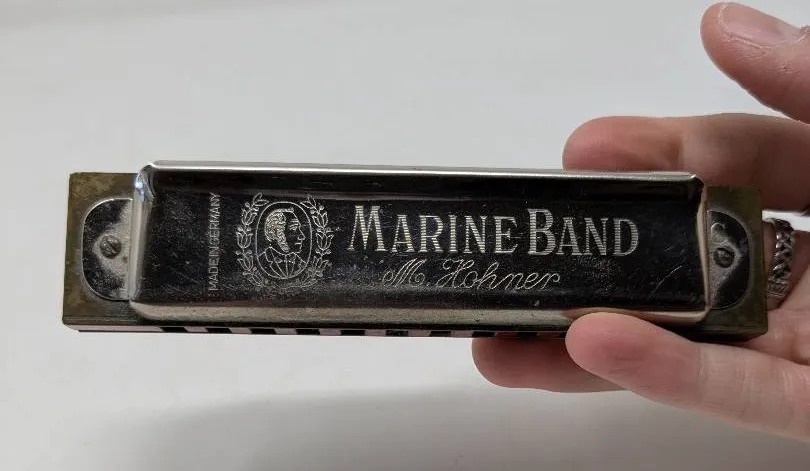 MADE IN GERMANY
MARINE BAND
M. Hohner